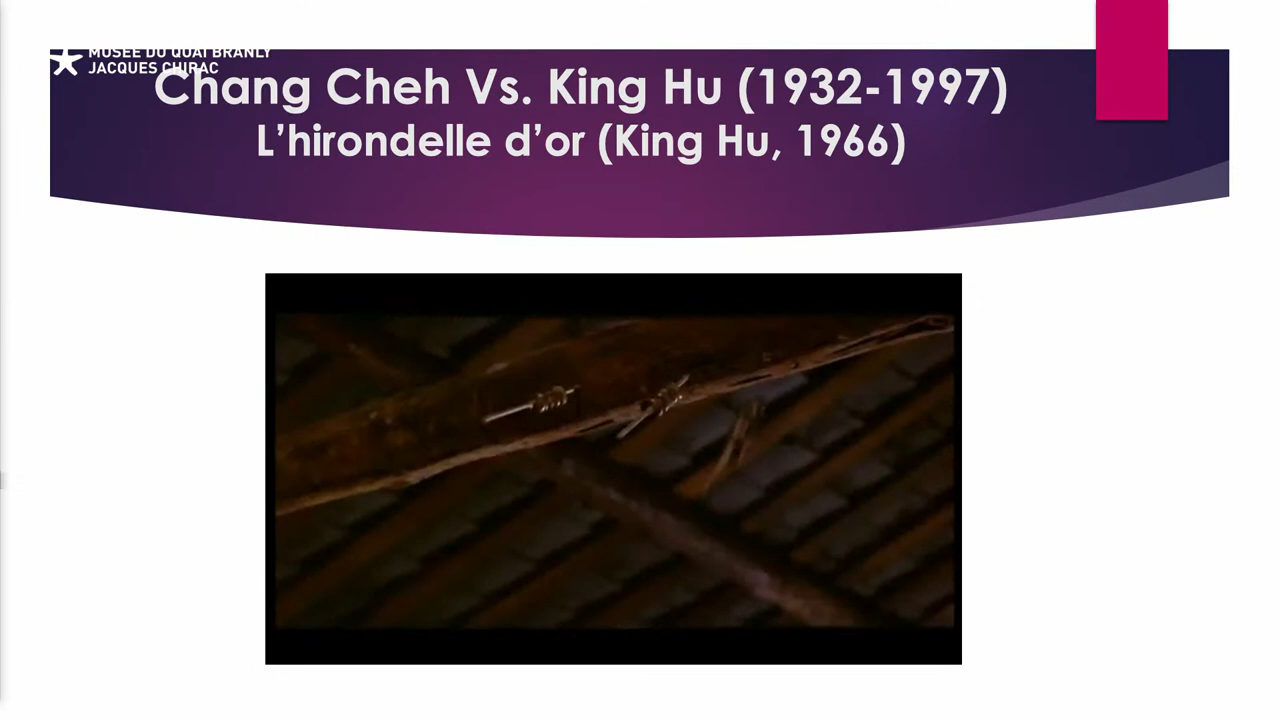 MUSÉE DU QUAI BRANLY
JACQUES CHIRAC
Chang Cheh Vs. King Hu (1932-1997)
L’hirondelle d’or (King Hu, 1966)